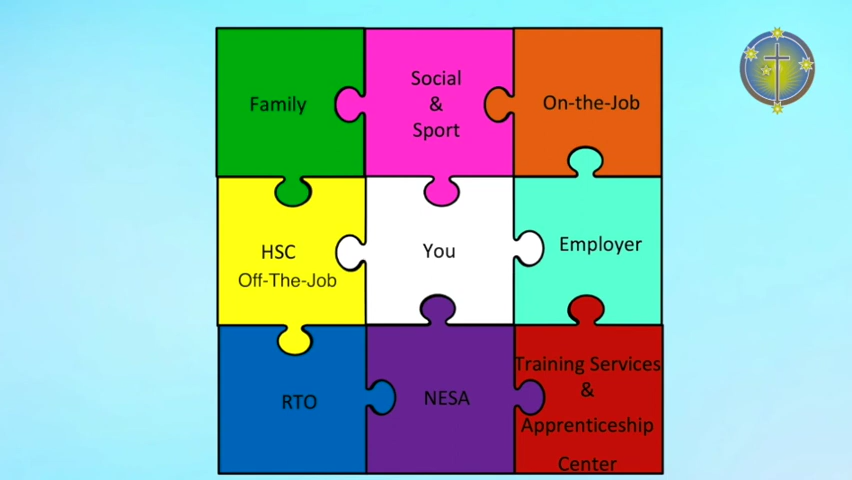 Family
Social
&
Sport
On-the-Job
HSC
Off-The-Job
You
Employer
RTO
NESA
Training Services
&
Apprenticeship
Center